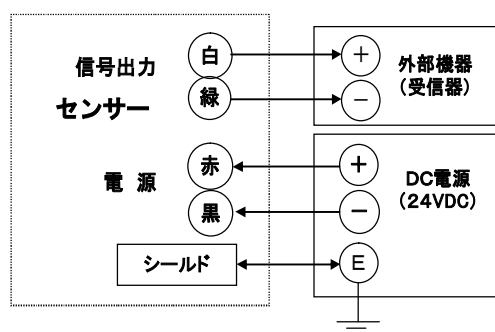 信号出力
センサー
電 源
白
緑
赤
黒
シールド
+
−
外部機器
(受信器)
+
−
E
DC電源
(24VDC)